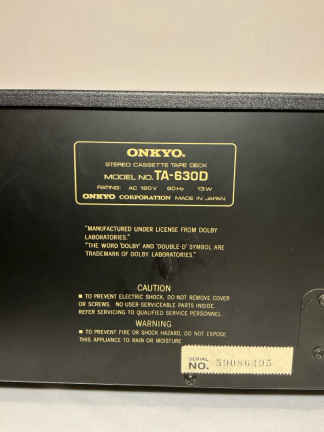 ONKYO.
STEREO CASSETTE TAPE DECK
MODEL NO. TA-630D
RATING: AC 120V 60Hz 13W
ONKYO CORPORATION MADE IN JAPAN
"MANUFACTURED UNDER LICENSE FROM DOLBY
LABORATORIES."
"THE WORD 'DOLBY' AND 'DOUBLE-D' SYMBOL ARE
TRADEMARK OF DOLBY LABORATORIES."
CAUTION
■ TO PREVENT ELECTRIC SHOCK, DO NOT REMOVE COVER
OR SCREWS. NO USER SERVICEABLE PARTS INSIDE.
REFER SERVICING TO QUALIFIED SERVICE PERSONNEL.
WARNING
■ TO PREVENT FIRE OR SHOCK HAZARD, DO NOT EXPOSE
THIS APPLIANCE TO RAIN OR MOISTURE.
SERIAL
NO. 39086495